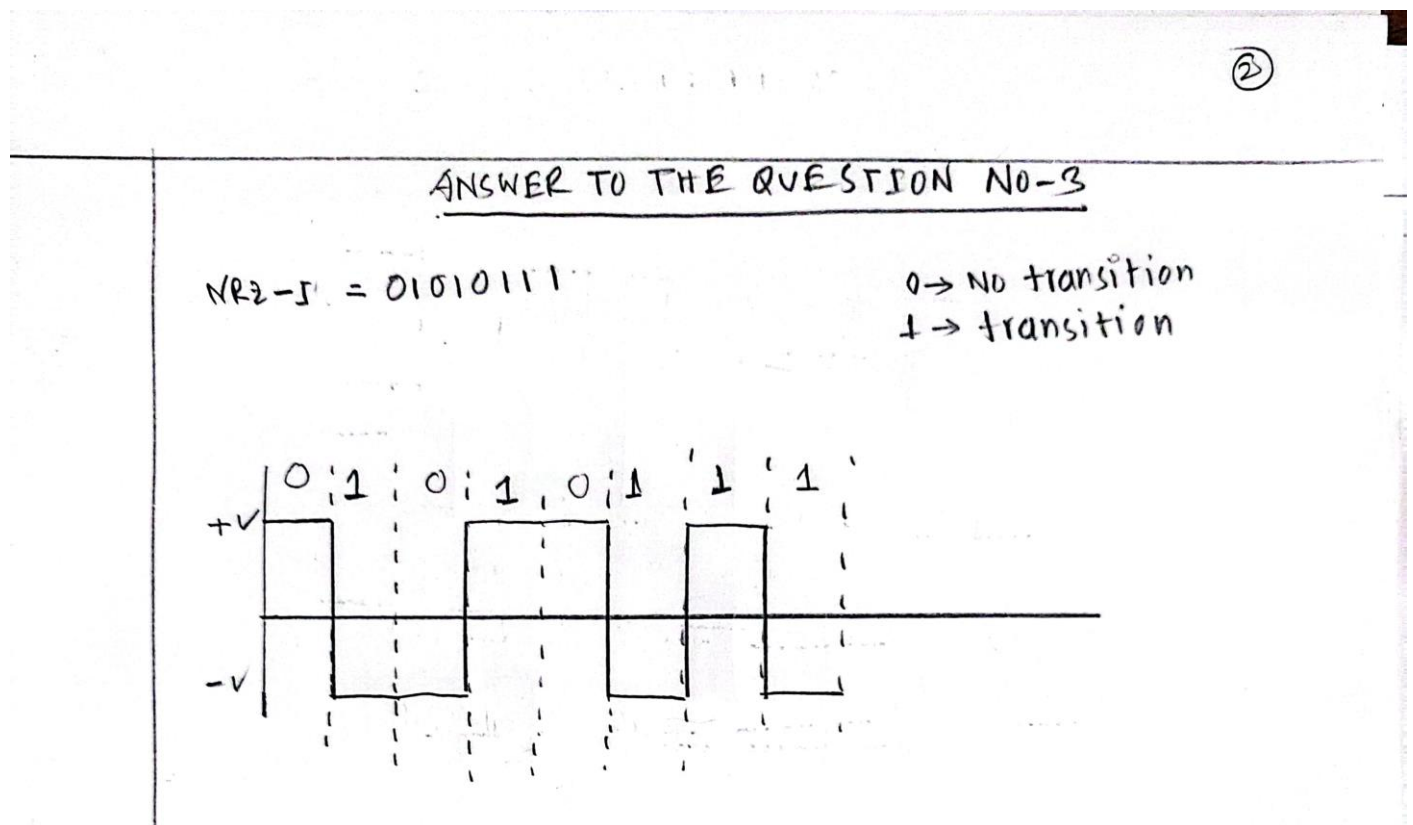 2
ANSWER TO THE QUESTION NO-3
NRZ-I = 01010111
0→ No transition
1→ transition
0 1 0 1 0 1 1 1
+V
-V